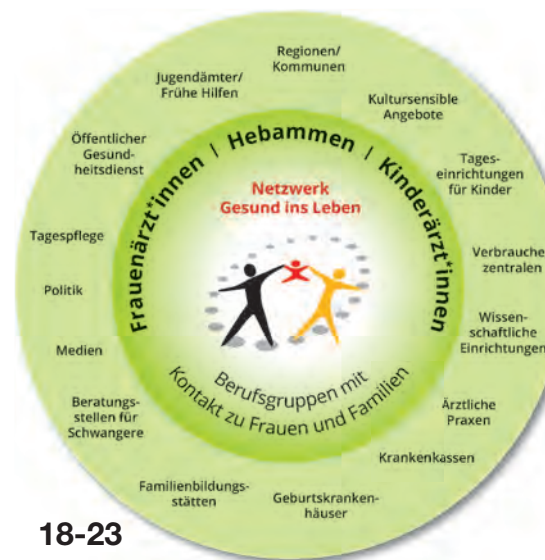 Regionen/
Kommunen
Kultursensible
Angebote
Tages-
einrichtungen
für Kinder
Verbraucher
zentralen
Wissen-
schaftliche
Einrichtungen
Ärztliche
Praxen
Krankenkassen
Geburtskranken-
häuser
Familienbildungs-
stätten
Beratungs-
stellen für
Schwangere
Medien
Politik
Tagespflege
Öffentlicher
Gesund-
heitsdienst
Jugendämter/
Frühe Hilfen
Frauenärzt*innen | Hebammen | Kinderärzt*innen
Netzwerk
Gesund ins Leben
Berufsgruppen mit
Kontakt zu Frauen und Familien
18-23